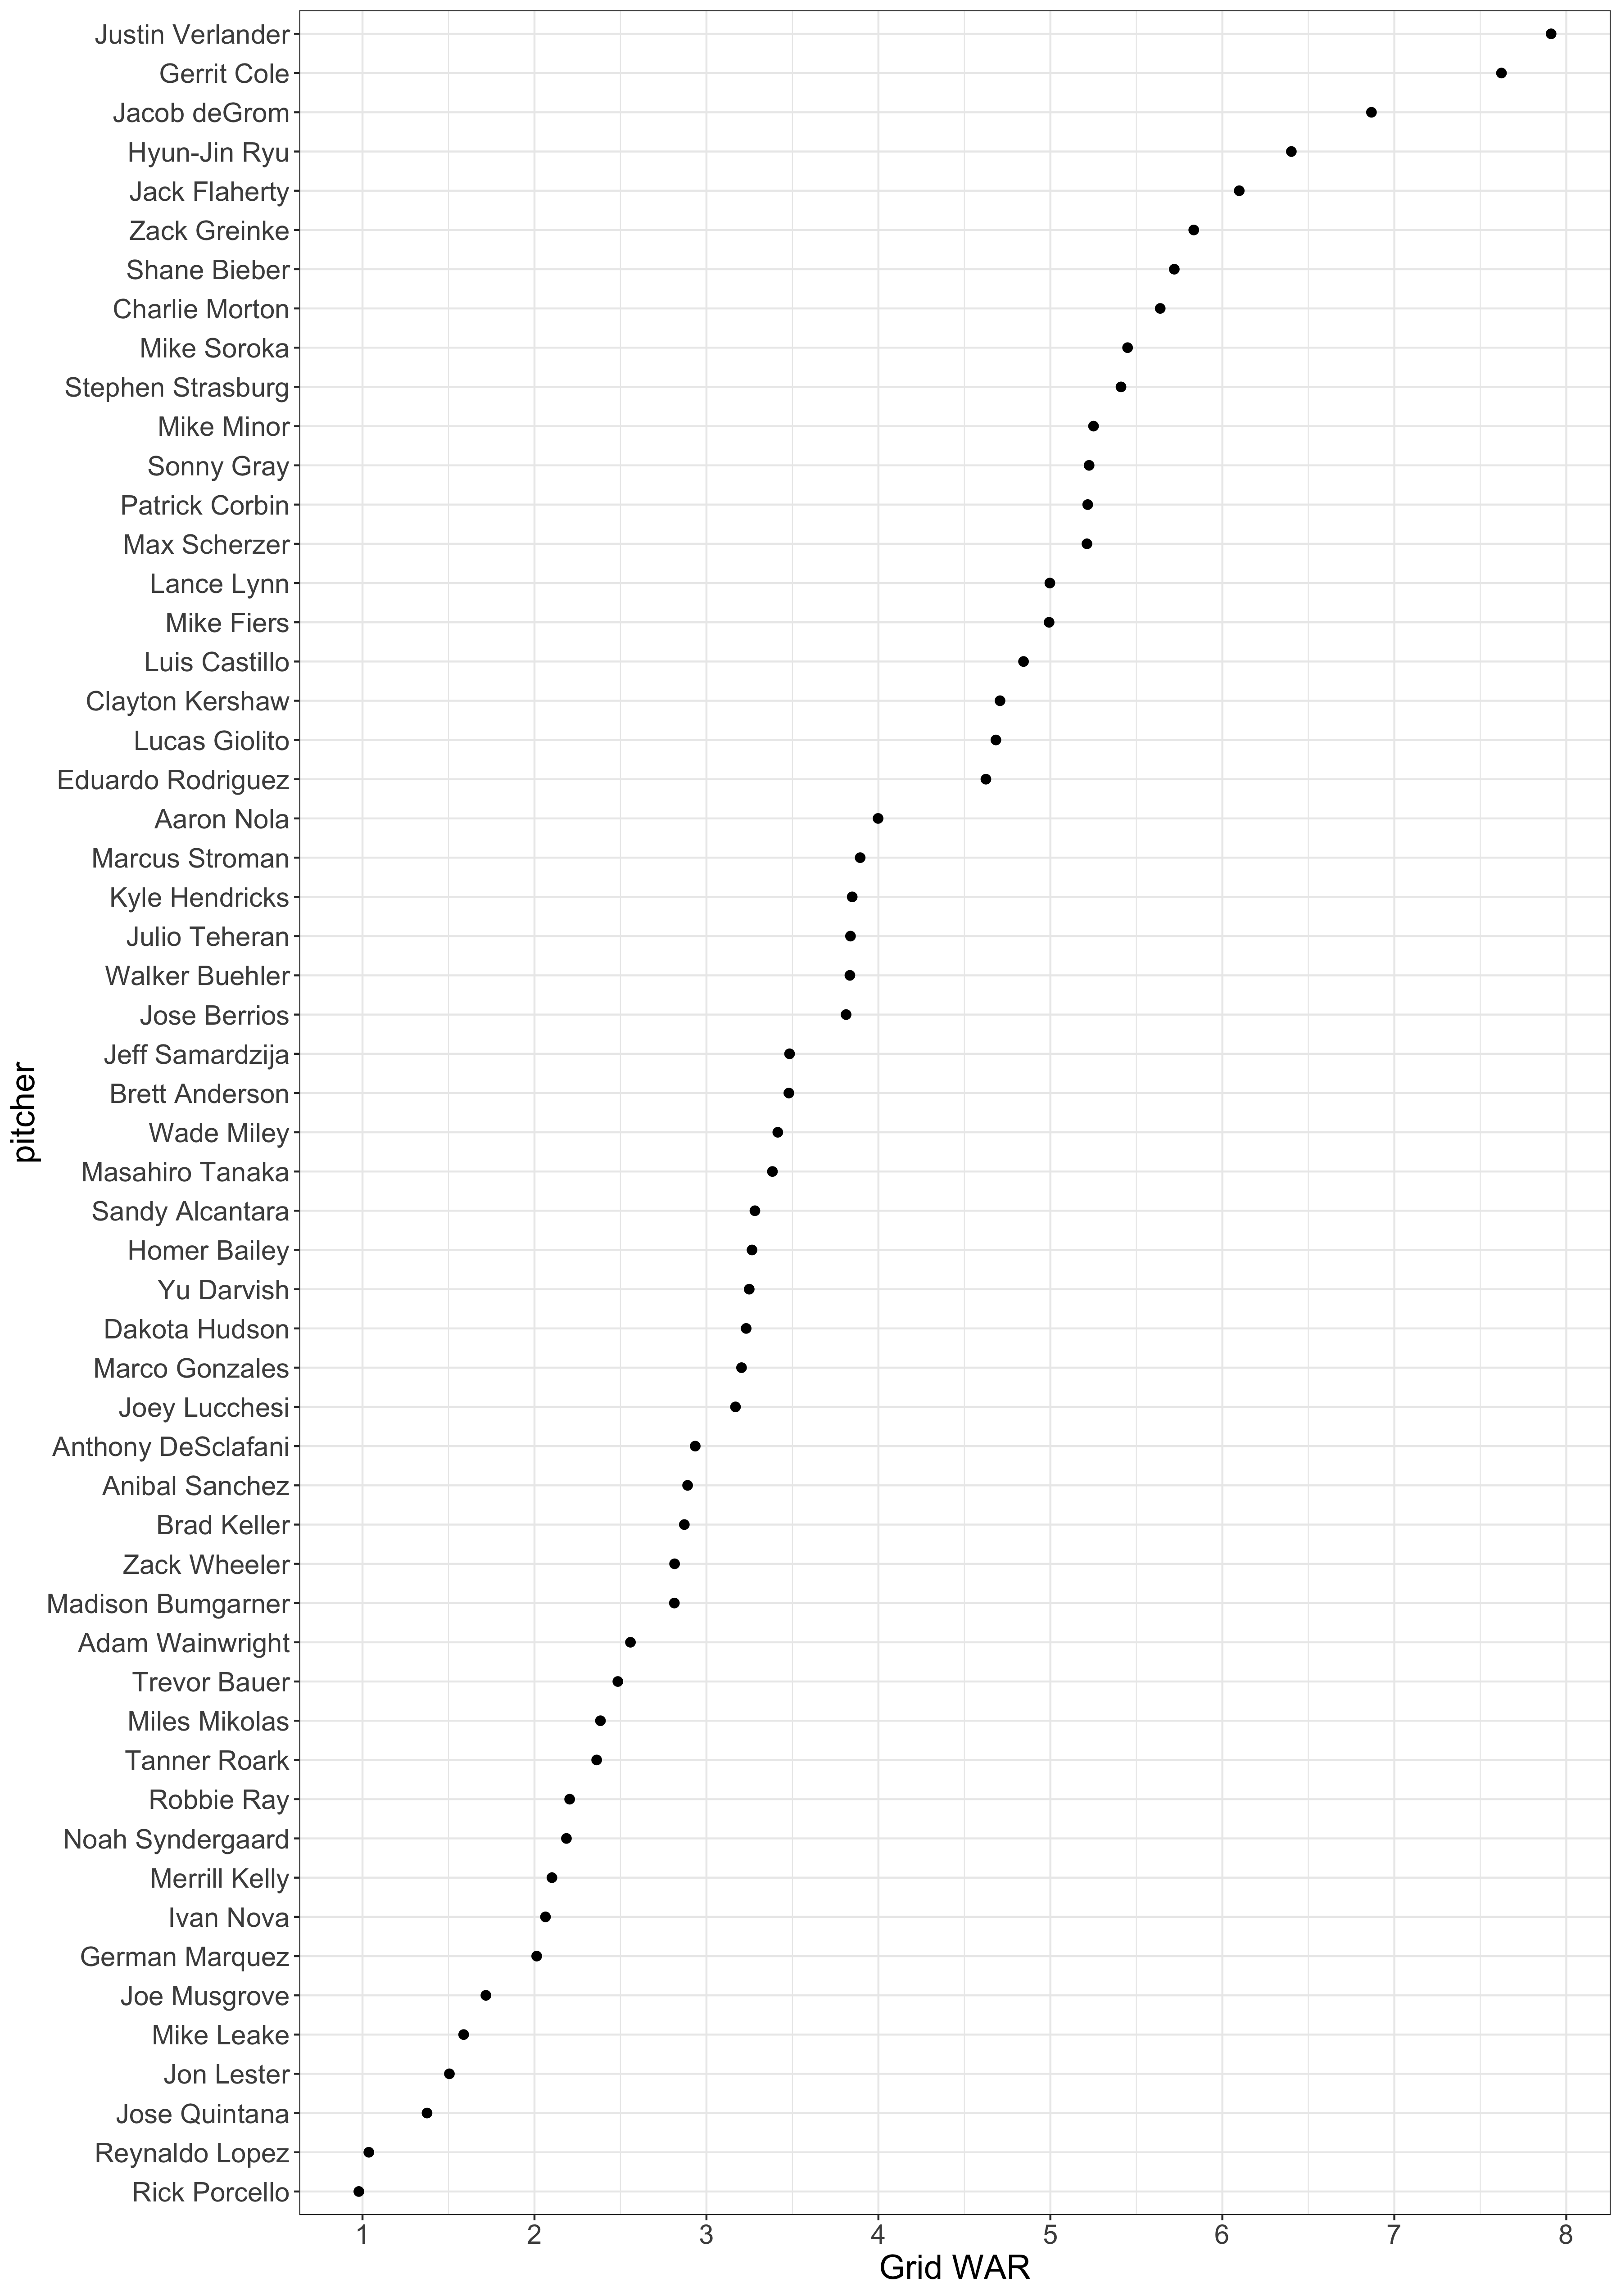 Justin Verlander
Gerrit Cole
Jacob deGrom
Hyun-Jin Ryu
Jack Flaherty
Zack Greinke
Shane Bieber
Charlie Morton
Mike Soroka
Stephen Strasburg
Mike Minor
Sonny Gray
Patrick Corbin
Max Scherzer
Lance Lynn
Mike Fiers
Luis Castillo
Clayton Kershaw
Lucas Giolito
Eduardo Rodriguez
Aaron Nola
Marcus Stroman
Kyle Hendricks
Julio Teheran
Walker Buehler
Jose Berrios
Jeff Samardzija
Brett Anderson
Wade Miley
Masahiro Tanaka
Sandy Alcantara
Homer Bailey
Yu Darvish
Dakota Hudson
Marco Gonzales
Joey Lucchesi
Anthony DeSclafani
Anibal Sanchez
Brad Keller
Zack Wheeler
Madison Bumgarner
Adam Wainwright
Trevor Bauer
Miles Mikolas
Tanner Roark
Robbie Ray
Noah Syndergaard
Merrill Kelly
Ivan Nova
German Marquez
Joe Musgrove
Mike Leake
Jon Lester
Jose Quintana
Reynaldo Lopez
Rick Porcello
pitcher
1 2 3 4 5 6 7 8
Grid WAR